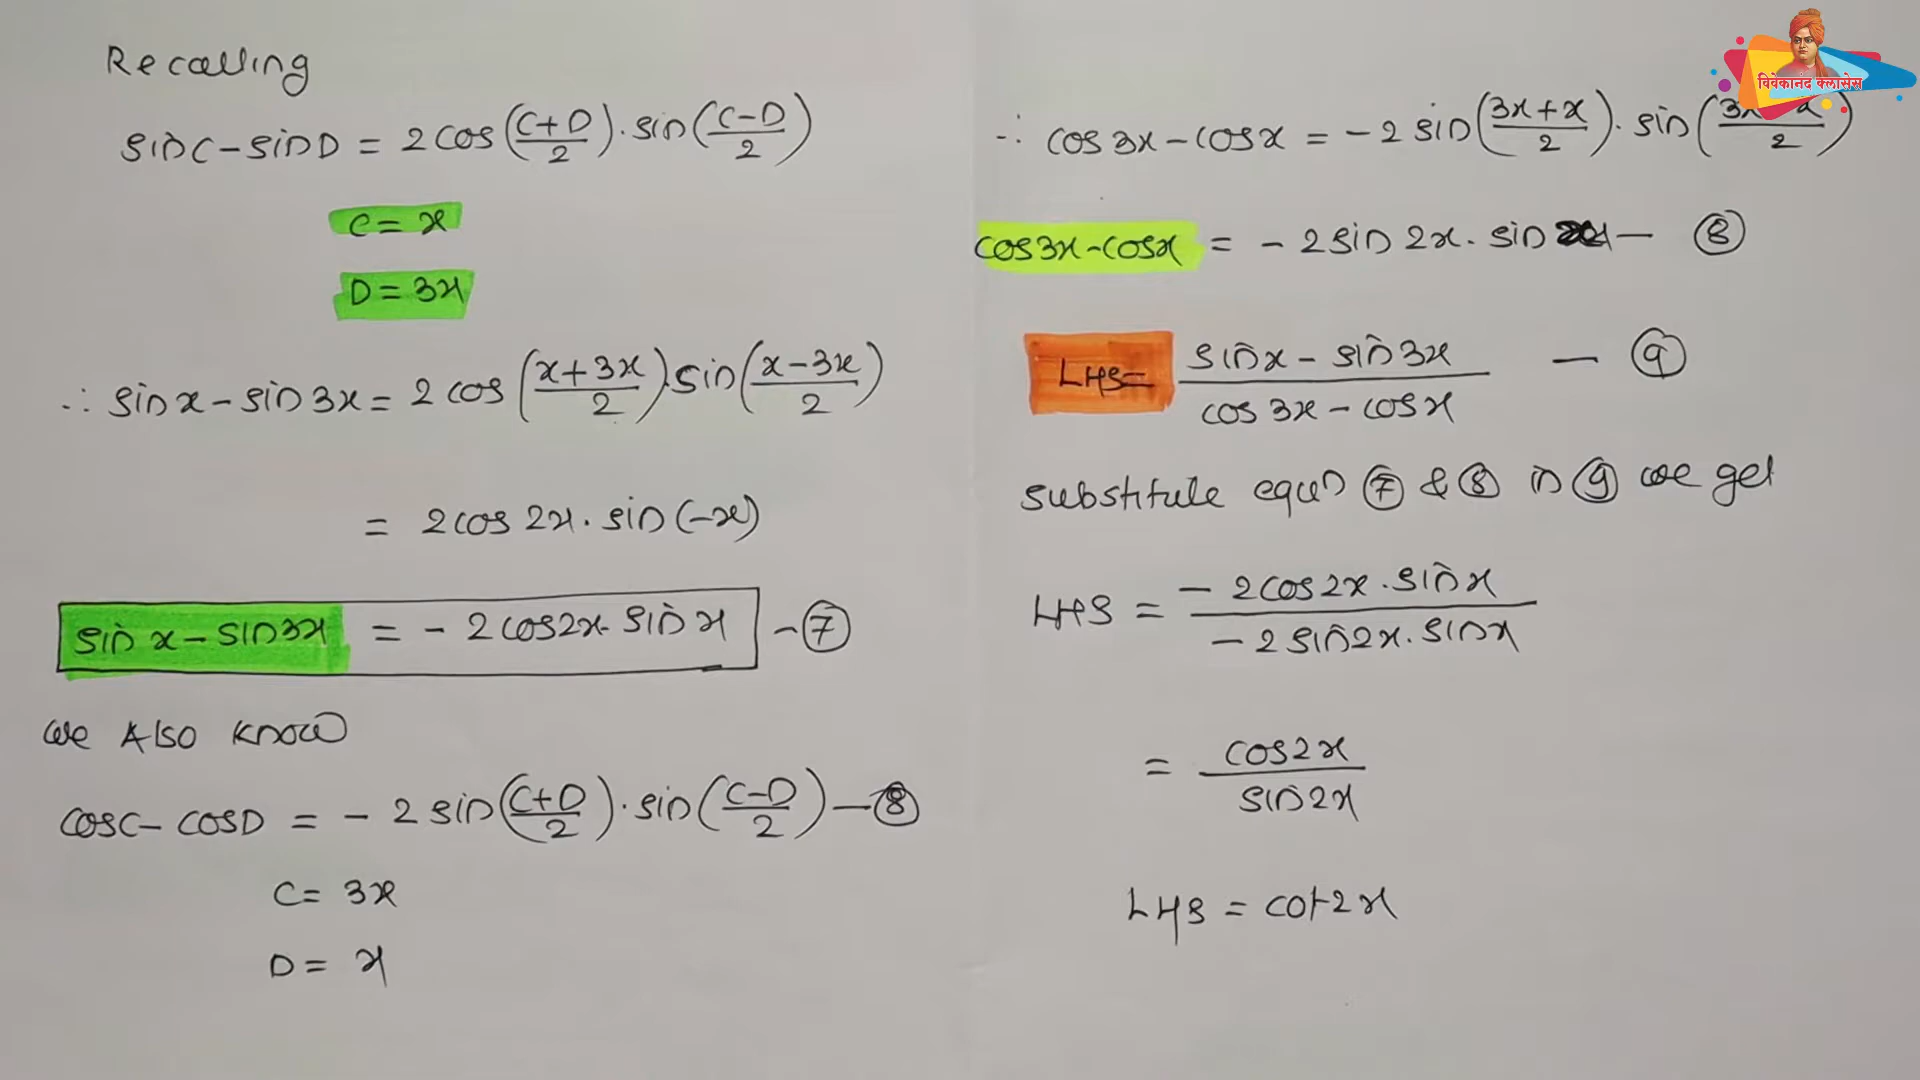 Recalling
sinC-sinD = 2cos((C+D)/2).sin((C-D)/2)
C= x
D= 3x
∴ sinx-sin3x = 2cos((x+3x)/2).sin((x-3x)/2)
= 2cos2x.sin(-x)
sinx-sin3x = -2cos2x.sinx -⑦
we Also know
cosC-cosD = -2sin((C+D)/2).sin((C-D)/2) -⑧
C= 3x
D= x
विवेकानंद क्लासेस
∴ cos3x-cosx = -2sin((3x+x)/2).sin((3x-x)/2)
cos3x-cosx = -2sin2x.sin x - ⑧
LHS= (sinx-sin3x)/(cos3x-cosx) - ⑨
substitute equn ⑦ & ⑧ in ⑨ we get
LHS = (-2cos2x.sinx)/(-2sin2x.sinx)
= cos2x/sin2x
LHS = cot2x